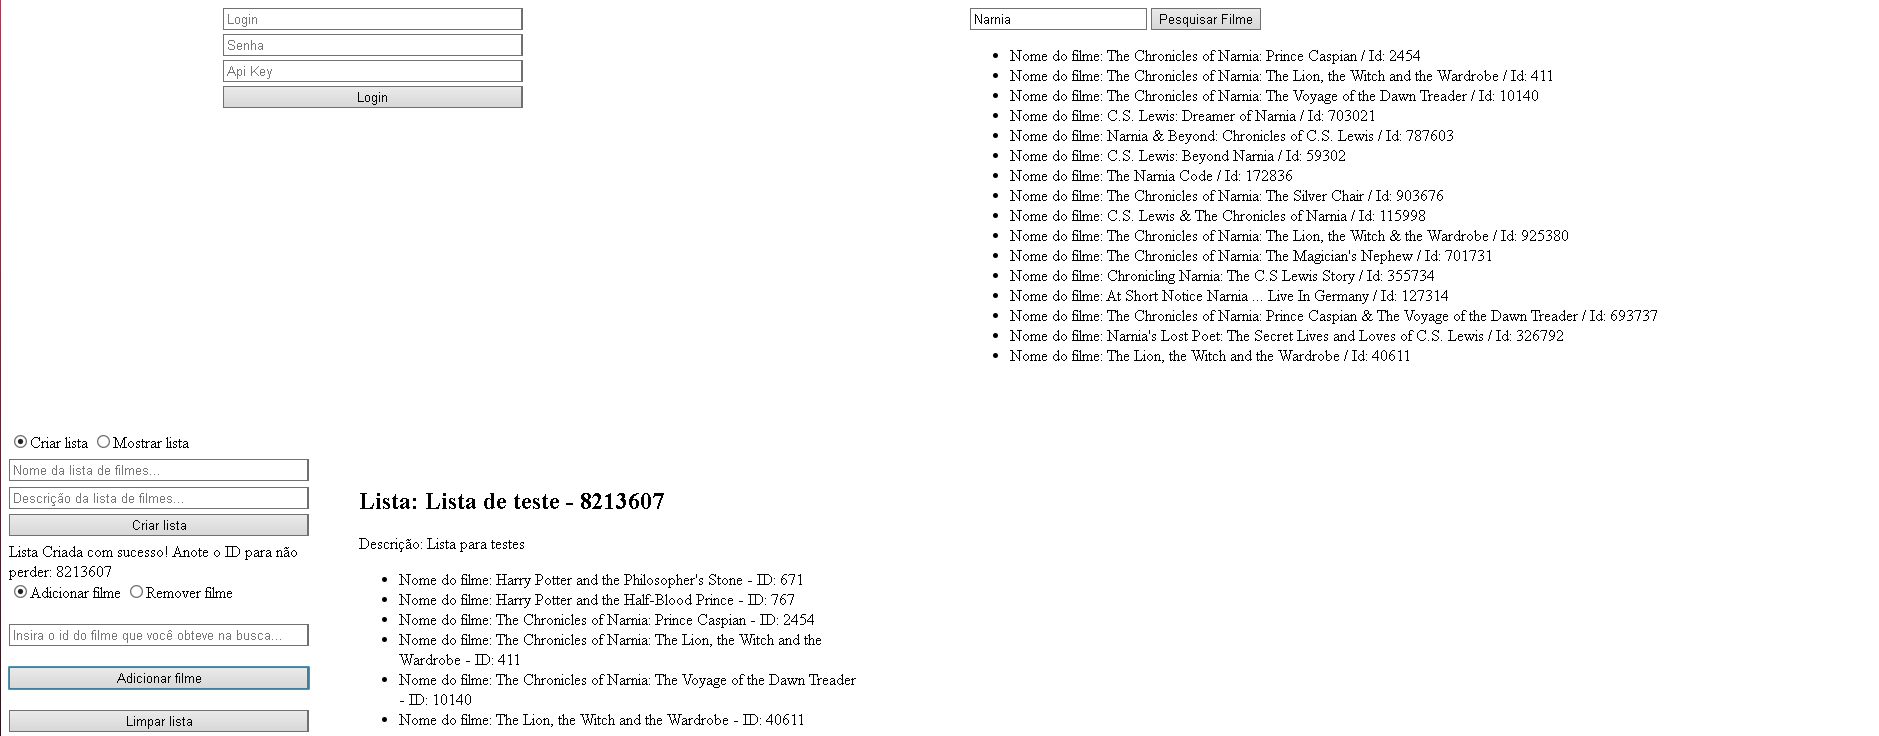 Login
Senha
Api Key
Login
Narnia
Pesquisar Filme
Nome do filme: The Chronicles of Narnia: Prince Caspian / Id: 2454
Nome do filme: The Chronicles of Narnia: The Lion, the Witch and the Wardrobe / Id: 411
Nome do filme: The Chronicles of Narnia: The Voyage of the Dawn Treader / Id: 10140
Nome do filme: C.S. Lewis: Dreamer of Narnia / Id: 703021
Nome do filme: Narnia & Beyond: Chronicles of C.S. Lewis / Id: 787603
Nome do filme: C.S. Lewis: Beyond Narnia / Id: 59302
Nome do filme: The Narnia Code / Id: 172836
Nome do filme: The Chronicles of Narnia: The Silver Chair / Id: 903676
Nome do filme: C.S. Lewis & The Chronicles of Narnia / Id: 115998
Nome do filme: The Chronicles of Narnia: The Lion, the Witch & the Wardrobe / Id: 925380
Nome do filme: The Chronicles of Narnia: The Magician's Nephew / Id: 701731
Nome do filme: Chronicling Narnia: The C.S Lewis Story / Id: 355734
Nome do filme: At Short Notice Narnia ... Live In Germany / Id: 127314
Nome do filme: The Chronicles of Narnia: Prince Caspian & The Voyage of the Dawn Treader / Id: 693737
Nome do filme: Narnia's Lost Poet: The Secret Lives and Loves of C.S. Lewis / Id: 326792
Nome do filme: The Lion, the Witch and the Wardrobe / Id: 40611
Criar lista Mostrar lista
Nome da lista de filmes...
Descrição da lista de filmes...
Criar lista
Lista Criada com sucesso! Anote o ID para não
perder: 8213607
Adicionar filme Remover filme
Insira o id do filme que você obteve na busca...
Adicionar filme
Limpar lista
Lista: Lista de teste - 8213607
Descrição: Lista para testes
Nome do filme: Harry Potter and the Philosopher's Stone - ID: 671
Nome do filme: Harry Potter and the Half-Blood Prince - ID: 767
Nome do filme: The Chronicles of Narnia: Prince Caspian - ID: 2454
Nome do filme: The Chronicles of Narnia: The Lion, the Witch and the
Wardrobe - ID: 411
Nome do filme: The Chronicles of Narnia: The Voyage of the Dawn Treader
- ID: 10140
Nome do filme: The Lion, the Witch and the Wardrobe - ID: 40611